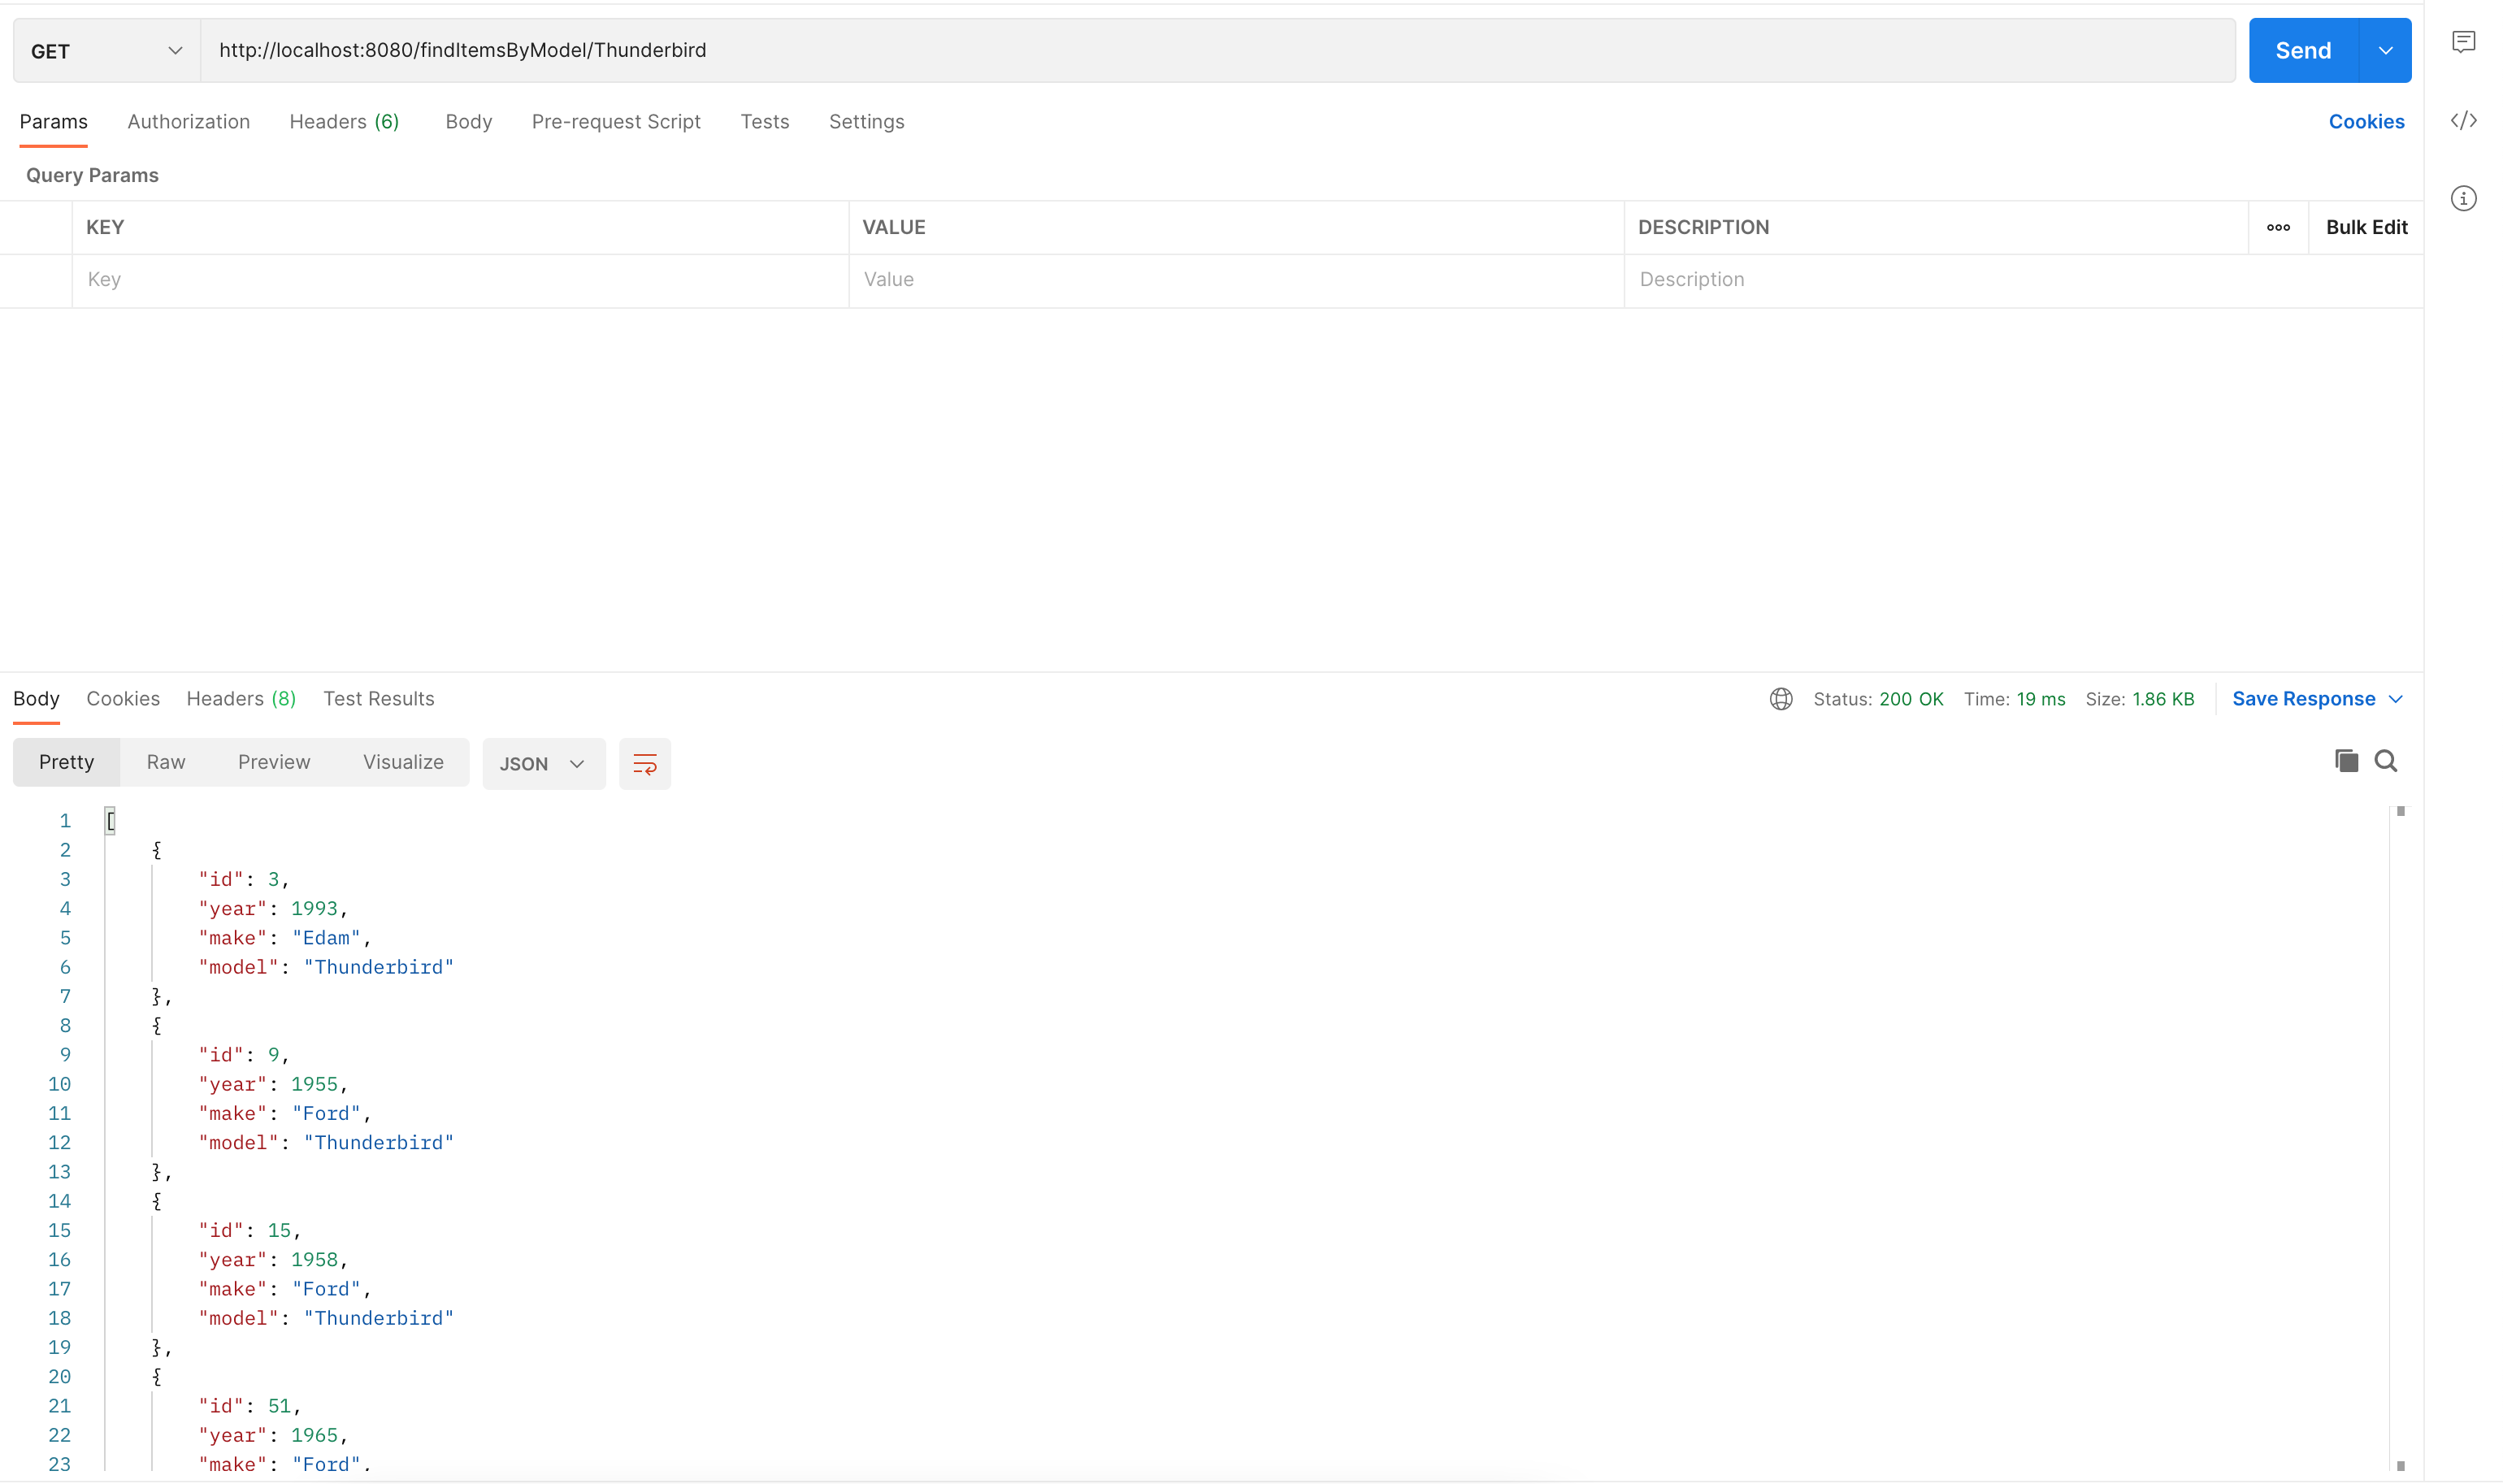 GET http://localhost:8080/findItemsByModel/Thunderbird Send
Params Authorization Headers (6) Body Pre-request Script Tests Settings Cookies
Query Params
KEY VALUE DESCRIPTION Bulk Edit
Key Value Description
Body Cookies Headers (8) Test Results Status: 200 OK Time: 19 ms Size: 1.86 KB Save Response
Pretty Raw Preview Visualize JSON
1 [
2 {
3 "id": 3,
4 "year": 1993,
5 "make": "Edam",
6 "model": "Thunderbird"
7 },
8 {
9 "id": 9,
10 "year": 1955,
11 "make": "Ford",
12 "model": "Thunderbird"
13 },
14 {
15 "id": 15,
16 "year": 1958,
17 "make": "Ford",
18 "model": "Thunderbird"
19 },
20 {
21 "id": 51,
22 "year": 1965,
23 "make": "Ford",